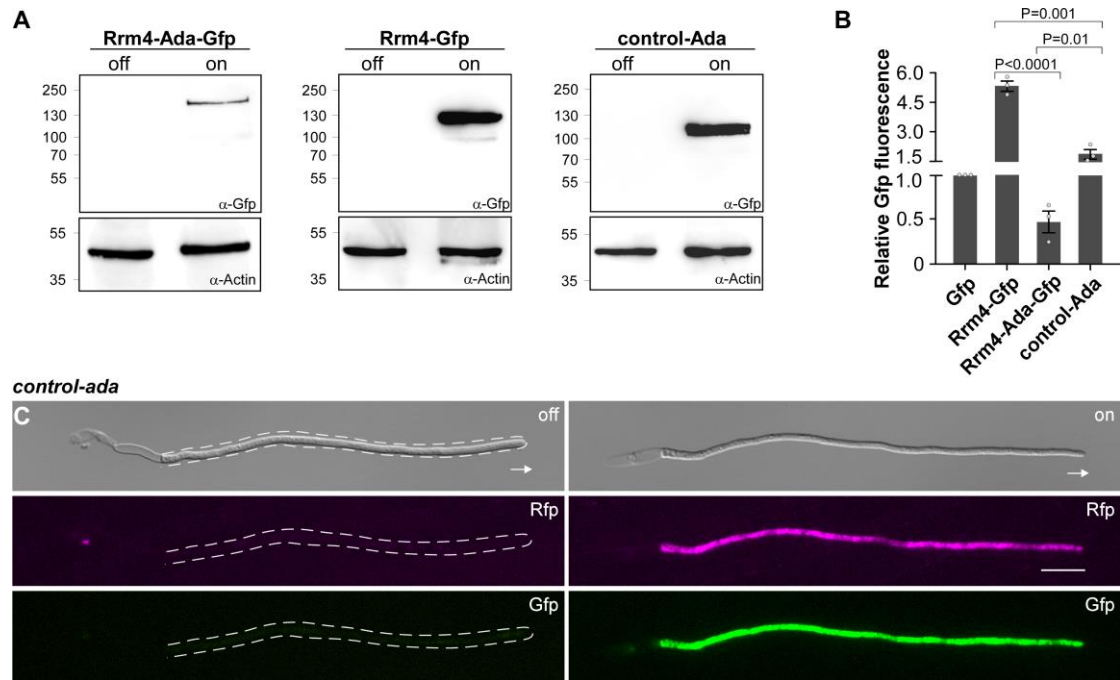 A
Rrm4-Ada-Gfp
off on
250
130
100
70
55
α-Gfp
55
35
α-Actin
Rrm4-Gfp
off on
250
130
100
70
55
α-Gfp
55
35
α-Actin
control-Ada
off on
250
130
100
70
55
α-Gfp
55
35
α-Actin
B
P=0.001
P=0.01
P<0.0001
Relative Gfp fluorescence
6.0
4.5
3.0
1.5
1.0
0.5
0
Gfp
Rrm4-Gfp
Rrm4-Ada-Gfp
control-Ada
control-ada
C
off
Rfp
Gfp
on
Rfp
Gfp